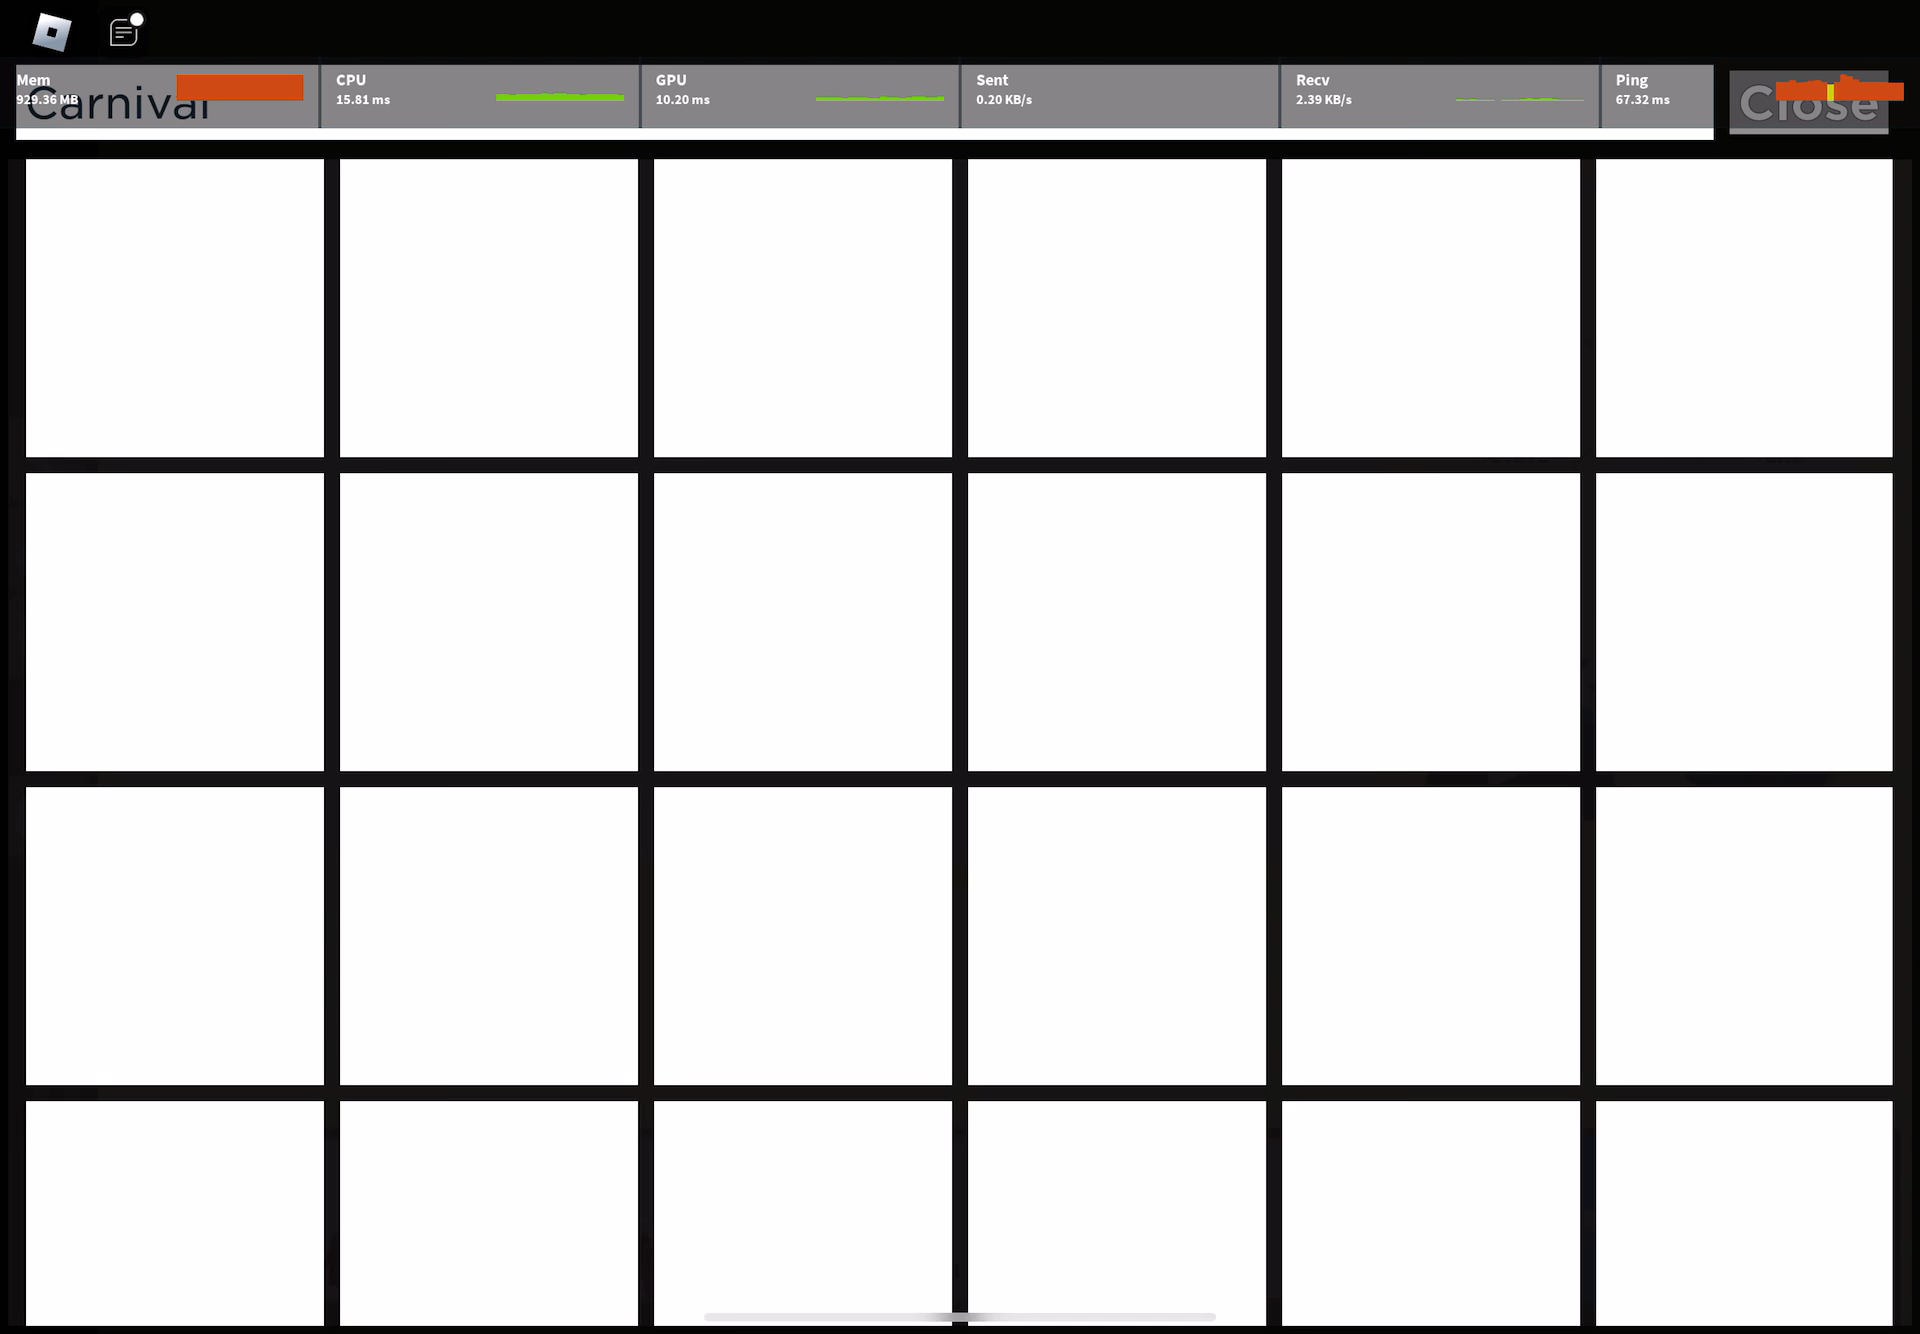 Mem
929.36 MB
CPU
15.81 ms
GPU
10.20 ms
Sent
0.20 KB/s
Recv
2.39 KB/s
Ping
67.32 ms
Carnival
Close